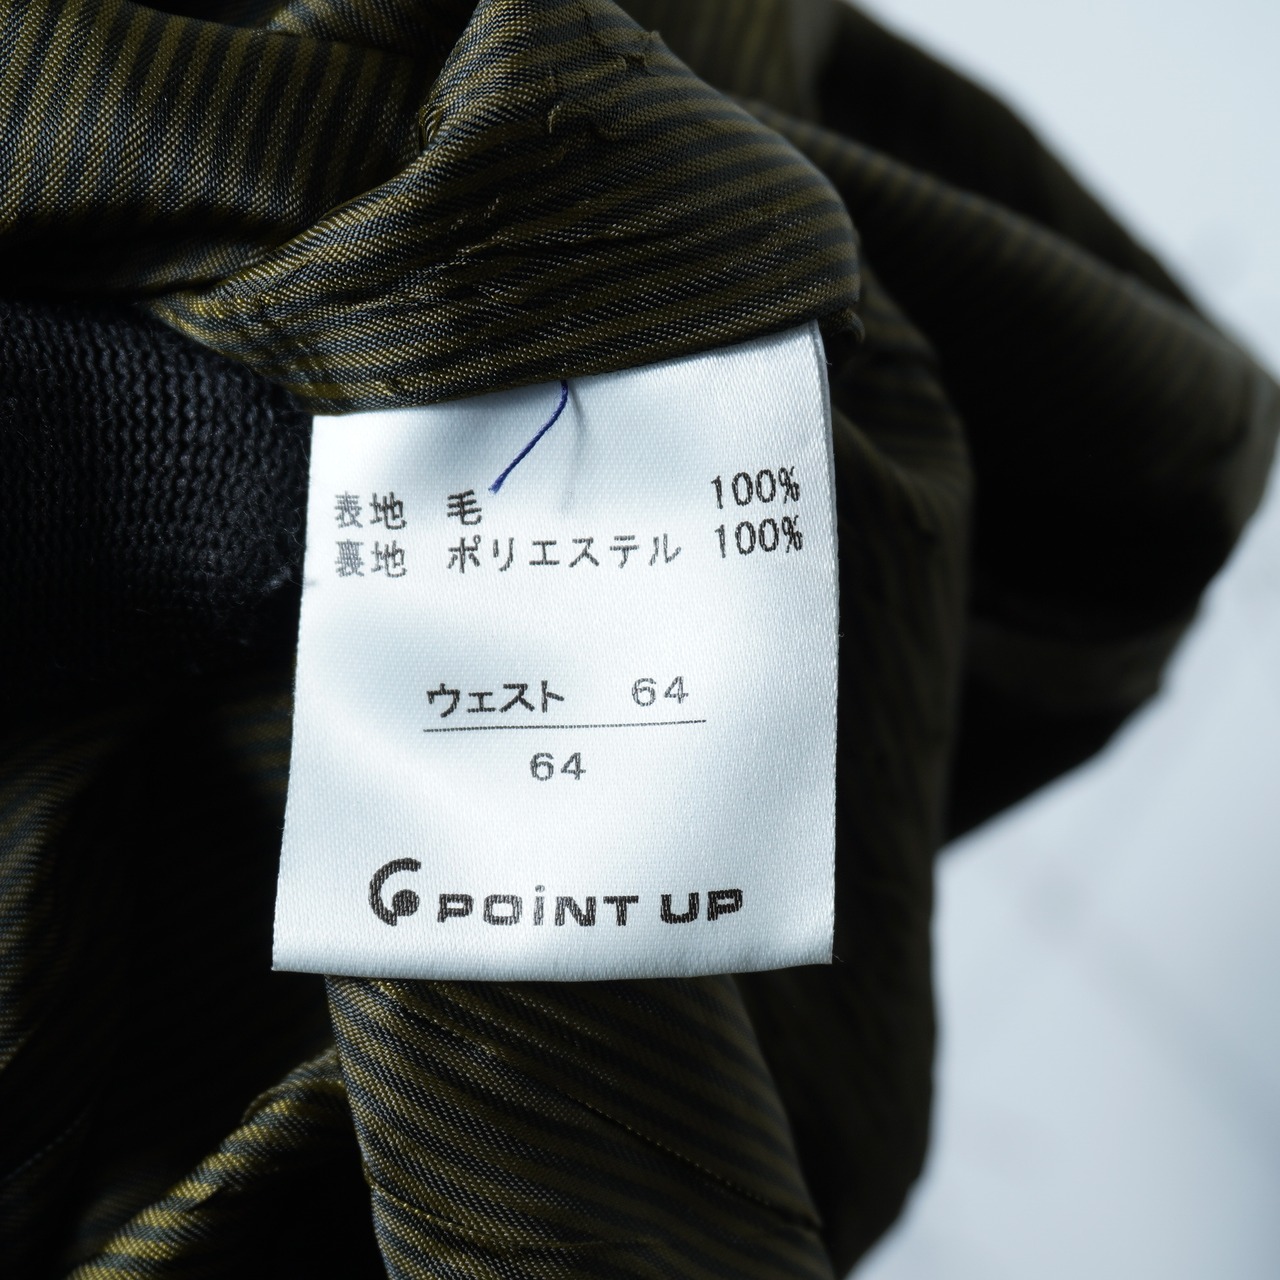 表地 毛 100%
裏地 ポリエステル 100%
ウェスト 64
64
POiNT UP